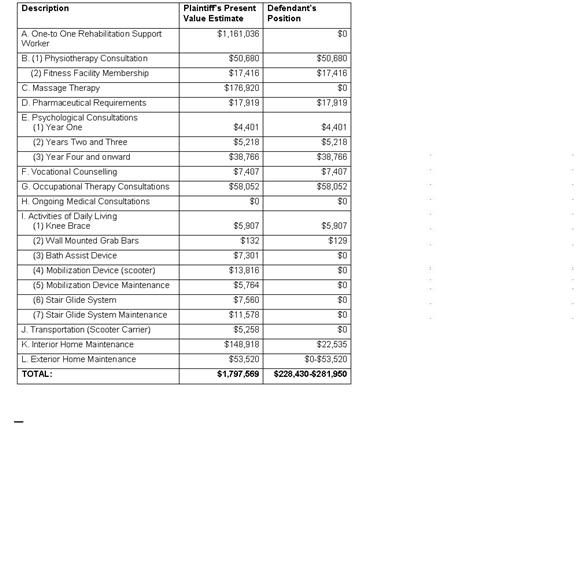 Description Plaintiff's Present Value Estimate Defendant's Position
A. One-to One Rehabilitation Support Worker $1,161,036 $0
B. (1) Physiotherapy Consultation $50,680 $50,680
(2) Fitness Facility Membership $17,416 $17,416
C. Massage Therapy $176,920 $0
D. Pharmaceutical Requirements $17,919 $17,919
E. Psychological Consultations
(1) Year One $4,401 $4,401
(2) Years Two and Three $5,218 $5,218
(3) Year Four and onward $38,766 $38,766
F. Vocational Counselling $7,407 $7,407
G. Occupational Therapy Consultations $58,052 $58,052
H. Ongoing Medical Consultations $0 $0
I. Activities of Daily Living
(1) Knee Brace $5,907 $5,907
(2) Wall Mounted Grab Bars $132 $129
(3) Bath Assist Device $7,301 $0
(4) Mobilization Device (scooter) $13,816 $0
(5) Mobilization Device Maintenance $5,764 $0
(6) Stair Glide System $7,560 $0
(7) Stair Glide System Maintenance $11,578 $0
J. Transportation (Scooter Carrier) $5,258 $0
K. Interior Home Maintenance $148,918 $22,535
L. Exterior Home Maintenance $53,520 $0-$53,520
TOTAL: $1,797,569 $228,430-$281,950